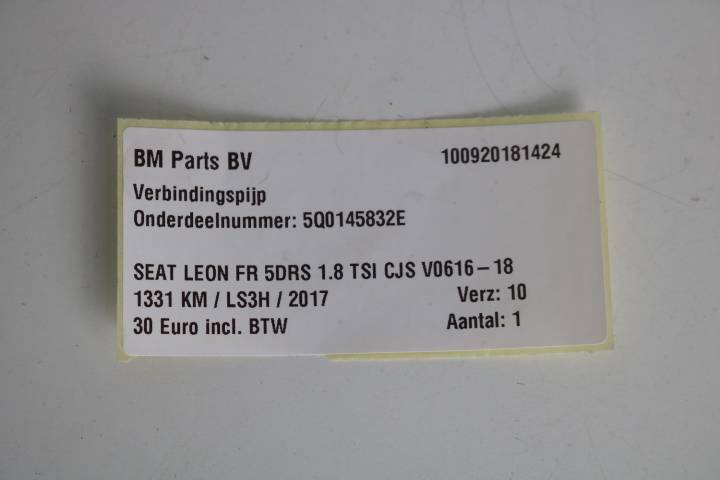 BM Parts BV 100920181424
Verbindingspijp
Onderdeelnummer: 5Q0145832E
SEAT LEON FR 5DRS 1.8 TSI CJS V0616-18
1331 KM / LS3H / 2017 Verz: 10
30 Euro incl. BTW Aantal: 1